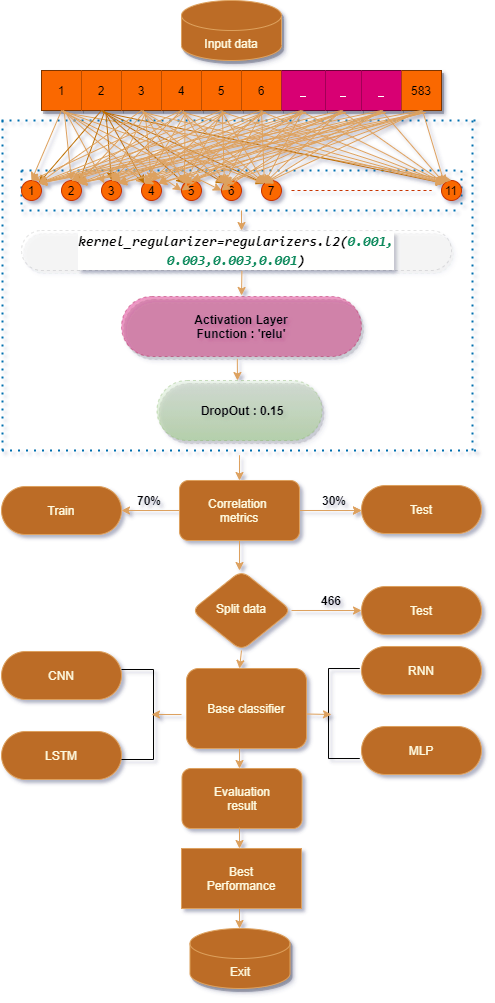 Input data
1 2 3 4 5 6 _ _ _ 583
1 2 3 4 5 6 7 11
kernel_regularizer=regularizers.l2(0.001,
0.003,0.003,0.001)
Activation Layer
Function : 'relu'
DropOut : 0.15
70% 30%
Train
Correlation
metrics
Test
466
Split data
Test
CNN
RNN
Base classifier
LSTM
MLP
Evaluation
result
Best
Performance
Exit